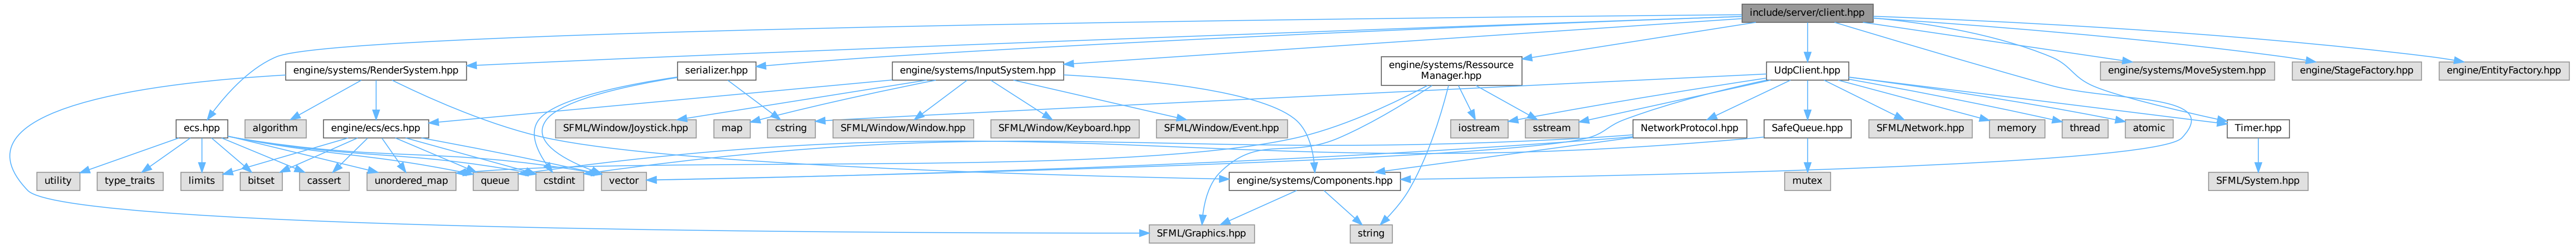 include/server/client.hpp
engine/systems/RenderSystem.hpp
serializer.hpp
engine/systems/InputSystem.hpp
engine/systems/Ressource
Manager.hpp
UdpClient.hpp
engine/systems/MoveSystem.hpp
engine/StageFactory.hpp
engine/EntityFactory.hpp
ecs.hpp
algorithm
engine/ecs/ecs.hpp
SFML/Window/Joystick.hpp
map
cstring
SFML/Window/Window.hpp
SFML/Window/Keyboard.hpp
SFML/Window/Event.hpp
iostream
sstream
NetworkProtocol.hpp
SafeQueue.hpp
SFML/Network.hpp
memory
thread
atomic
Timer.hpp
utility
type_traits
limits
bitset
cassert
unordered_map
queue
cstdint
vector
engine/systems/Components.hpp
mutex
SFML/System.hpp
SFML/Graphics.hpp
string